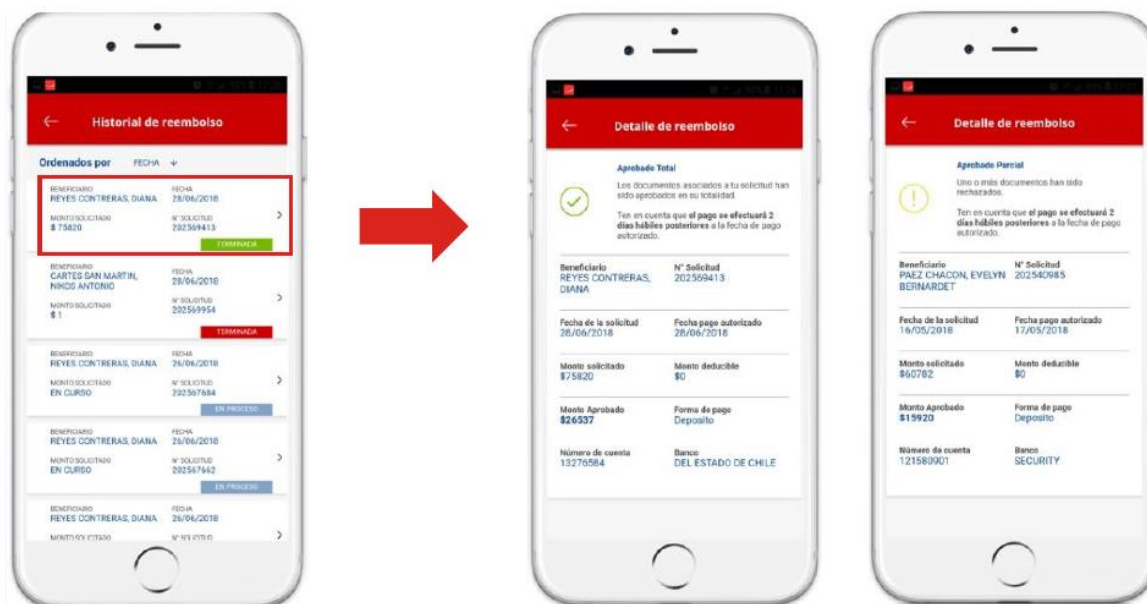 Historial de reembolso
Ordenados por FECHA
BENEFICIARIO FECHA
REYES CONTRERAS, DIANA 28/06/2018
MONTO SOLICITADO N° SOLICITUD
$ 75820 202569413
TERMINADA
BENEFICIARIO FECHA
CARTES SAN MARTIN, 28/06/2018
NIKOS ANTONIO
MONTO SOLICITADO N° SOLICITUD
$ 1 202569954
TERMINADA
BENEFICIARIO FECHA
REYES CONTRERAS, DIANA 26/06/2018
MONTO SOLICITADO N° SOLICITUD
EN CURSO 202567684
EN PROCESO
BENEFICIARIO FECHA
REYES CONTRERAS, DIANA 26/06/2018
MONTO SOLICITADO N° SOLICITUD
EN CURSO 202567662
EN PROCESO
BENEFICIARIO FECHA
REYES CONTRERAS, DIANA 26/06/2018
MONTO SOLICITADO N° SOLICITUD
Detalle de reembolso
Aprobado Total
Los documentos asociados a tu solicitud han
sido aprobados en su totalidad.
Ten en cuenta que el pago se efectuará 2
días hábiles posteriores a la fecha de pago
autorizado.
Beneficiario N° Solicitud
REYES CONTRERAS, 202569413
DIANA
Fecha de la solicitud Fecha pago autorizado
28/06/2018 28/06/2018
Monto solicitado Monto deducible
$75820 $0
Monto Aprobado Forma de pago
$26537 Deposito
Número de cuenta Banco
13276584 DEL ESTADO DE CHILE
Detalle de reembolso
Aprobado Parcial
Uno o más documentos han sido
rechazados.
Ten en cuenta que el pago se efectuará 2
días hábiles posteriores a la fecha de pago
autorizado.
Beneficiario N° Solicitud
PAEZ CHACON, EVELYN 202540985
BERNARDET
Fecha de la solicitud Fecha pago autorizado
16/05/2018 17/05/2018
Monto solicitado Monto deducible
$60782 $0
Monto Aprobado Forma de pago
$15920 Deposito
Número de cuenta Banco
121580901 SECURITY